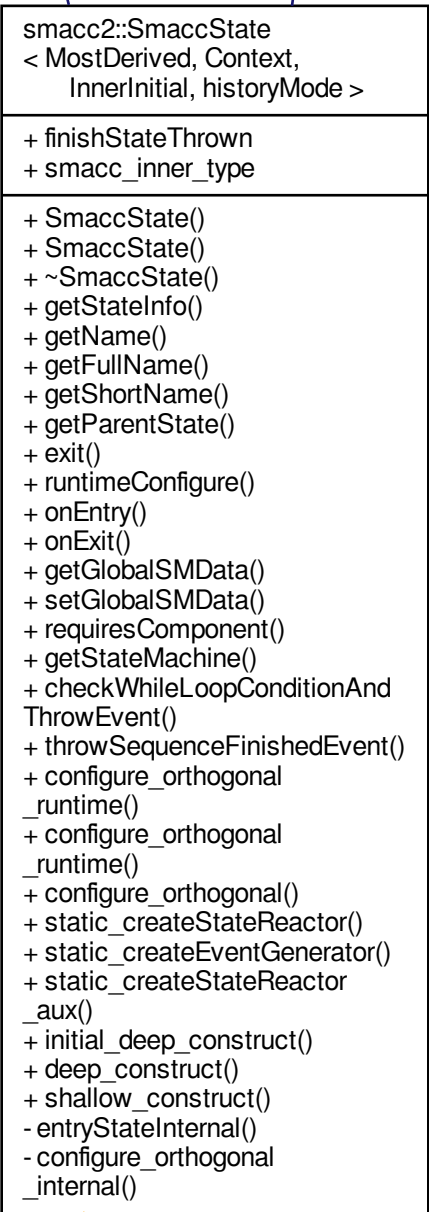 smacc2::SmaccState
< MostDerived, Context,
InnerInitial, historyMode >
+ finishStateThrown
+ smacc_inner_type
+ SmaccState()
+ SmaccState()
+ ~SmaccState()
+ getStateInfo()
+ getName()
+ getFullName()
+ getShortName()
+ getParentState()
+ exit()
+ runtimeConfigure()
+ onEntry()
+ onExit()
+ getGlobalSMData()
+ setGlobalSMData()
+ requiresComponent()
+ getStateMachine()
+ checkWhileLoopConditionAnd
ThrowEvent()
+ throwSequenceFinishedEvent()
+ configure_orthogonal
_runtime()
+ configure_orthogonal
_runtime()
+ configure_orthogonal()
+ static_createStateReactor()
+ static_createEventGenerator()
+ static_createStateReactor
_aux()
+ initial_deep_construct()
+ deep_construct()
+ shallow_construct()
- entryStateInternal()
- configure_orthogonal
_internal()